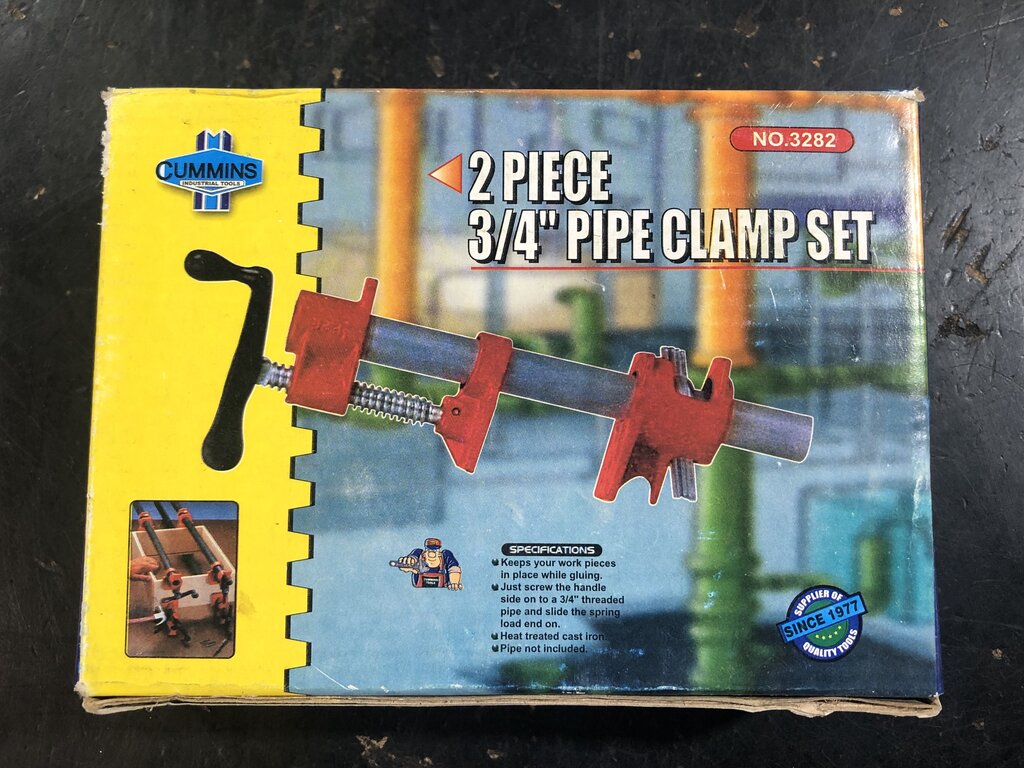 CUMMINS
INDUSTRIAL TOOLS
NO.3282
2 PIECE
3/4" PIPE CLAMP SET
SPECIFICATIONS
Keeps your work pieces
in place while gluing.
Just screw the handle
side on to a 3/4" threaded
pipe and slide the spring
load end on.
Heat treated cast iron.
Pipe not included.
SUPPLIER OF
SINCE 1977
QUALITY TOOLS